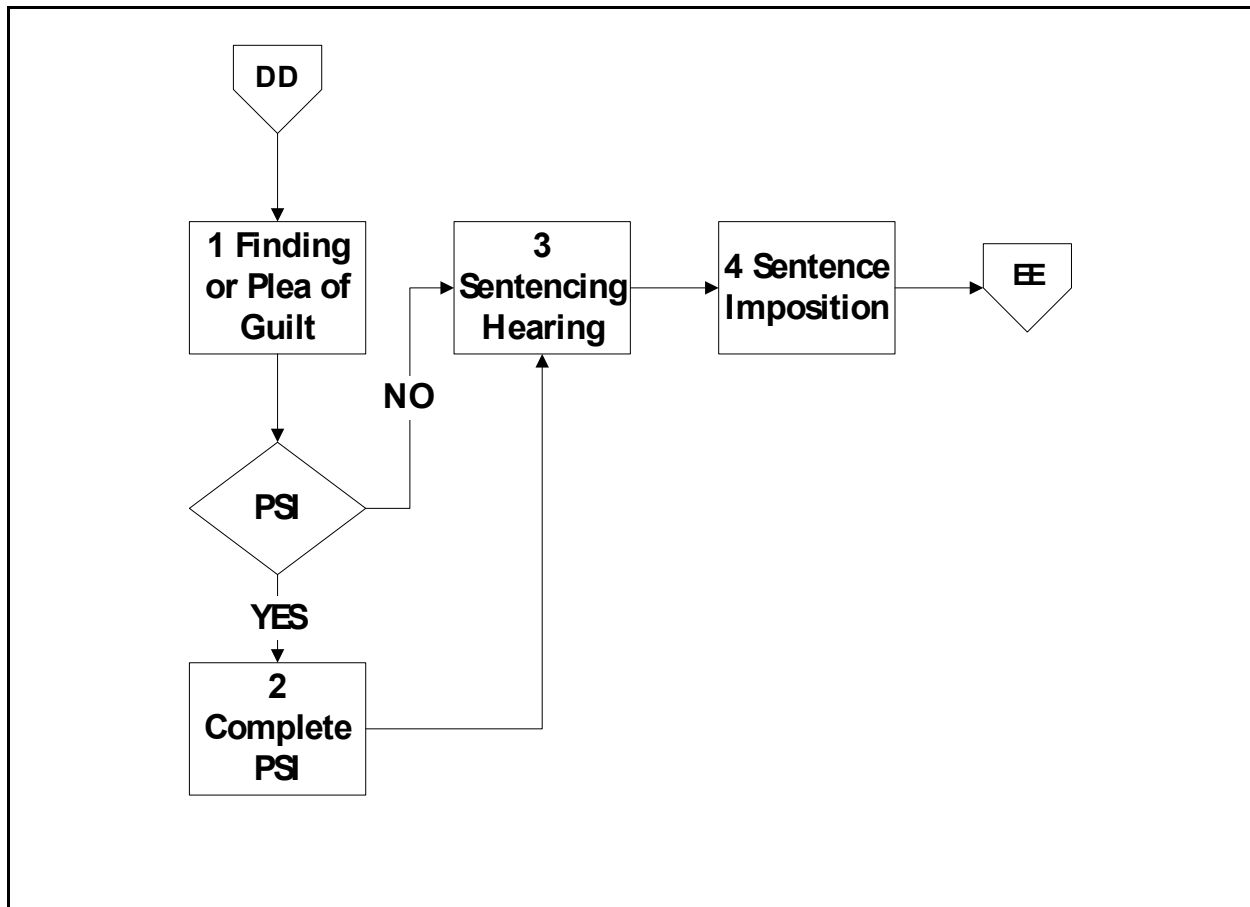 DD
1 Finding
or Plea of
Guilt
PSI
NO
YES
2
Complete
PSI
3
Sentencing
Hearing
4 Sentence
Imposition
EE